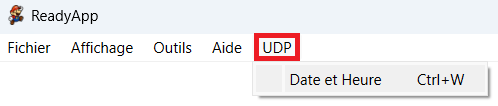 ReadyApp
Fichier Affichage Outils Aide UDP
Date et Heure Ctrl+W